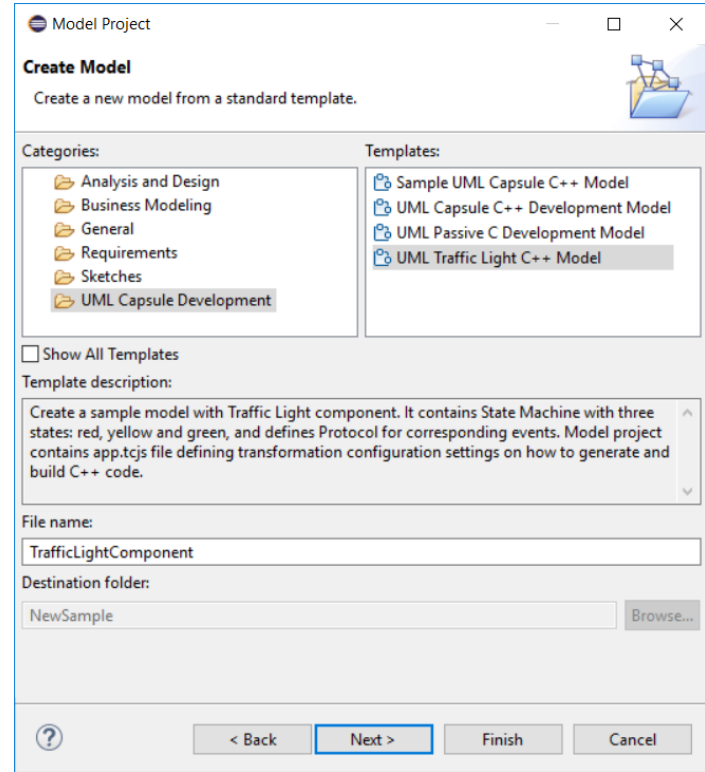 Model Project
Create Model
Create a new model from a standard template.
Categories:
Analysis and Design
Business Modeling
General
Requirements
Sketches
UML Capsule Development
Templates:
Sample UML Capsule C++ Model
UML Capsule C++ Development Model
UML Passive C Development Model
UML Traffic Light C++ Model
Show All Templates
Template description:
Create a sample model with Traffic Light component. It contains State Machine with three
states: red, yellow and green, and defines Protocol for corresponding events. Model project
contains app.tcjs file defining transformation configuration settings on how to generate and
build C++ code.
File name:
TrafficLightComponent
Destination folder:
NewSample
Browse...
?
< Back
Next >
Finish
Cancel